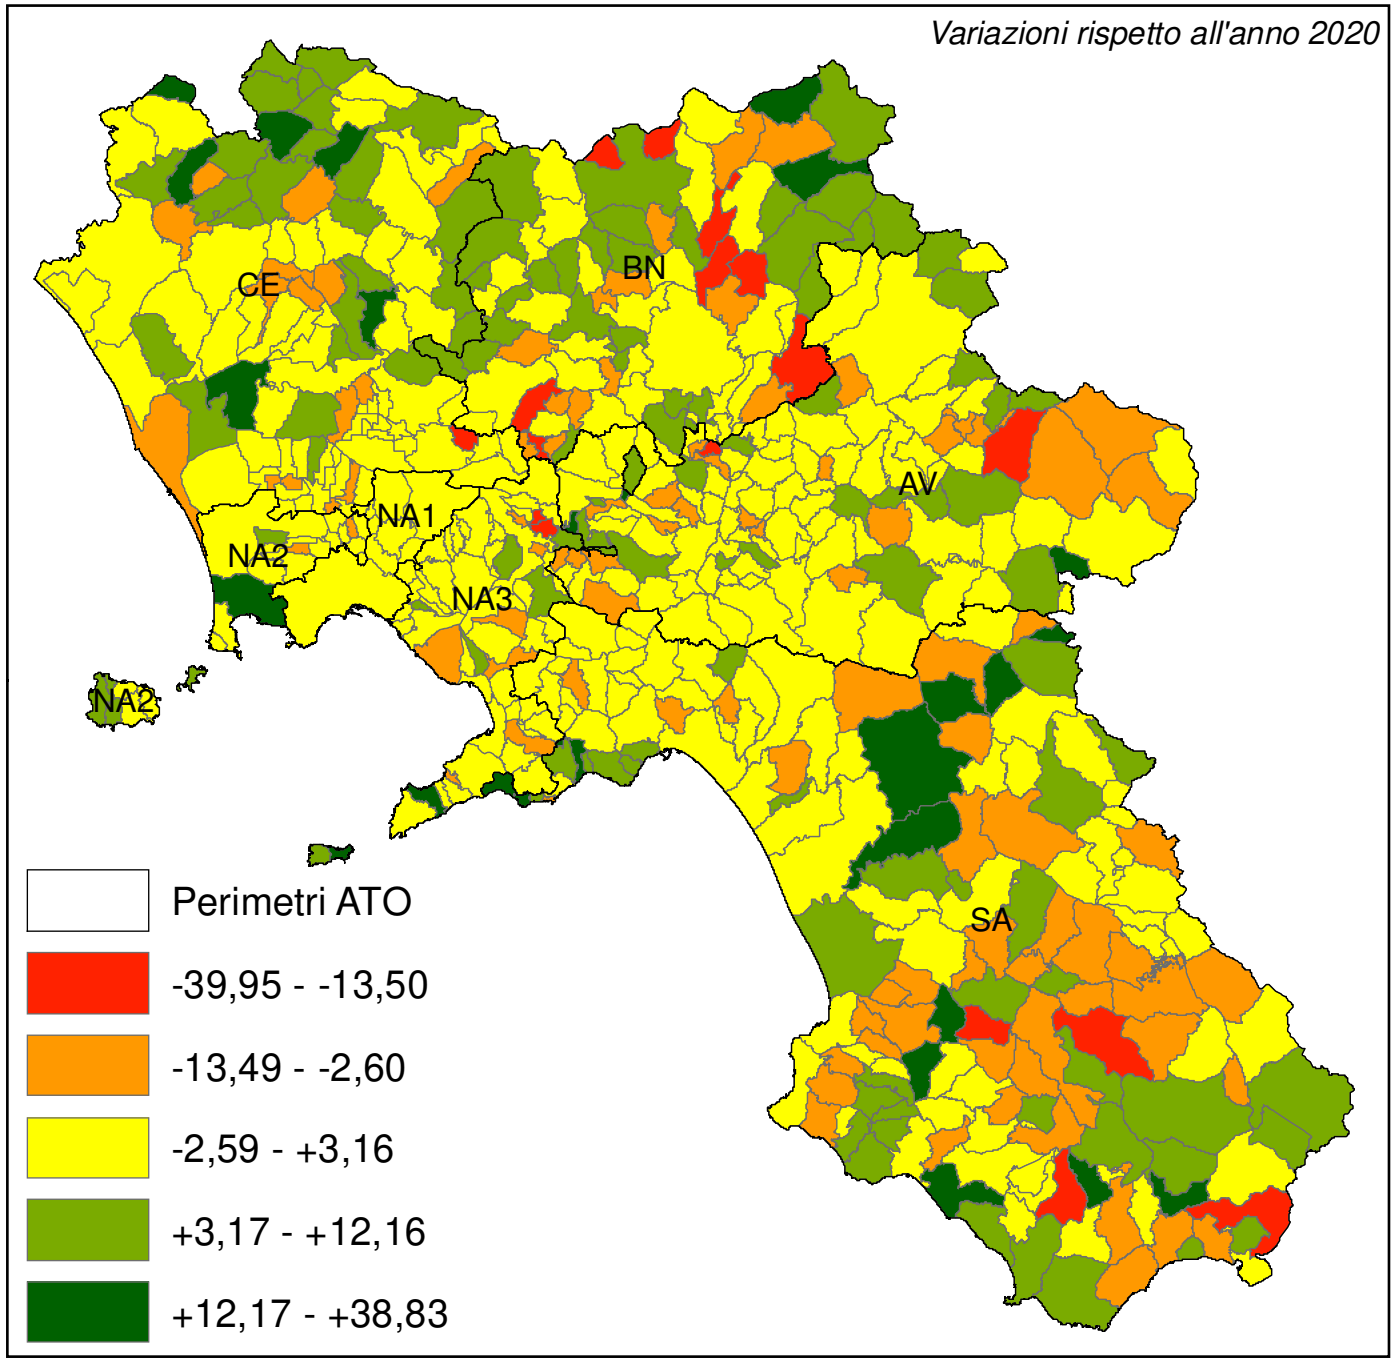 Variazioni rispetto all'anno 2020
CE
BN
AV
NA1
NA2
NA3
NA2
SA
Perimetri ATO
-39,95 - -13,50
-13,49 - -2,60
-2,59 - +3,16
+3,17 - +12,16
+12,17 - +38,83